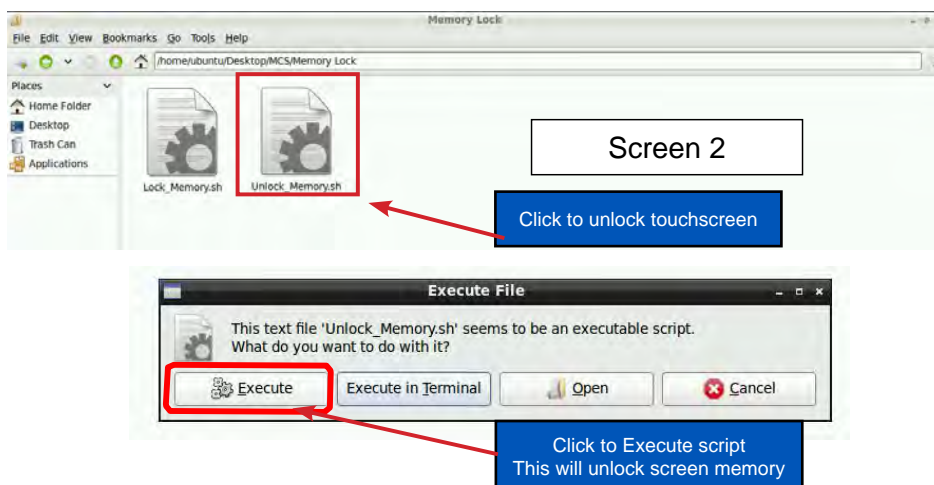 Memory Lock
File Edit View Bookmarks Go Tools Help
/home/ubuntu/Desktop/MCS/Memory Lock
Places
Home Folder
Desktop
Trash Can
Applications
Lock_Memory.sh
Unlock_Memory.sh
Screen 2
Click to unlock touchscreen
Execute File
This text file 'Unlock_Memory.sh' seems to be an executable script.
What do you want to do with it?
Execute
Execute in Terminal
Open
Cancel
Click to Execute script
This will unlock screen memory